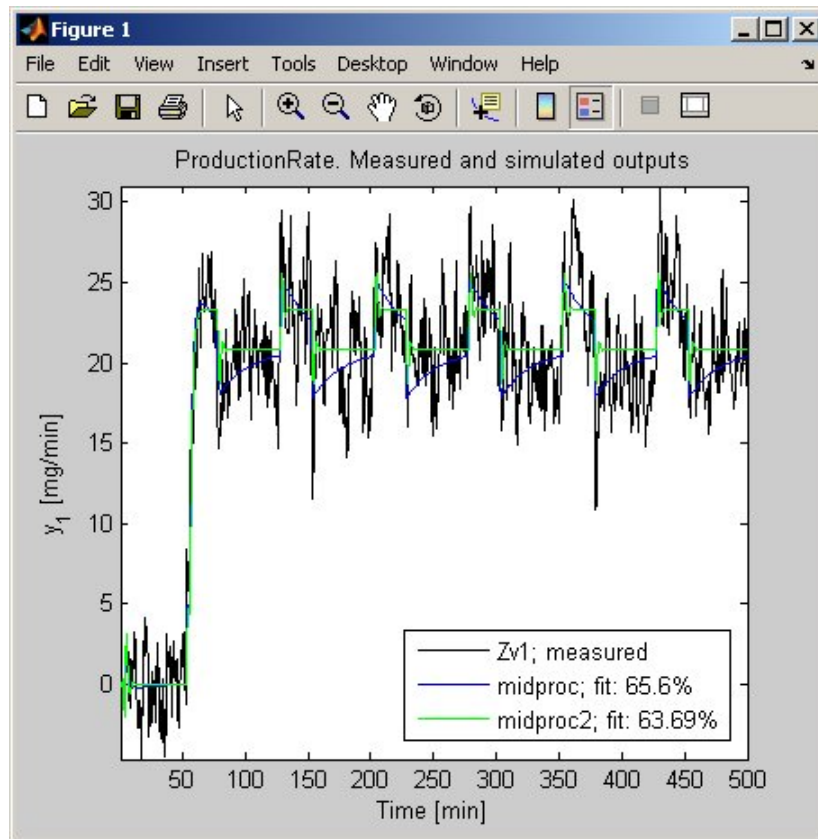 Figure 1
File Edit View Insert Tools Desktop Window Help
ProductionRate. Measured and simulated outputs
30
25
20
15
10
5
0
y1 [mg/min]
Zv1; measured
midproc; fit: 65.6%
midproc2; fit: 63.69%
50 100 150 200 250 300 350 400 450 500
Time [min]